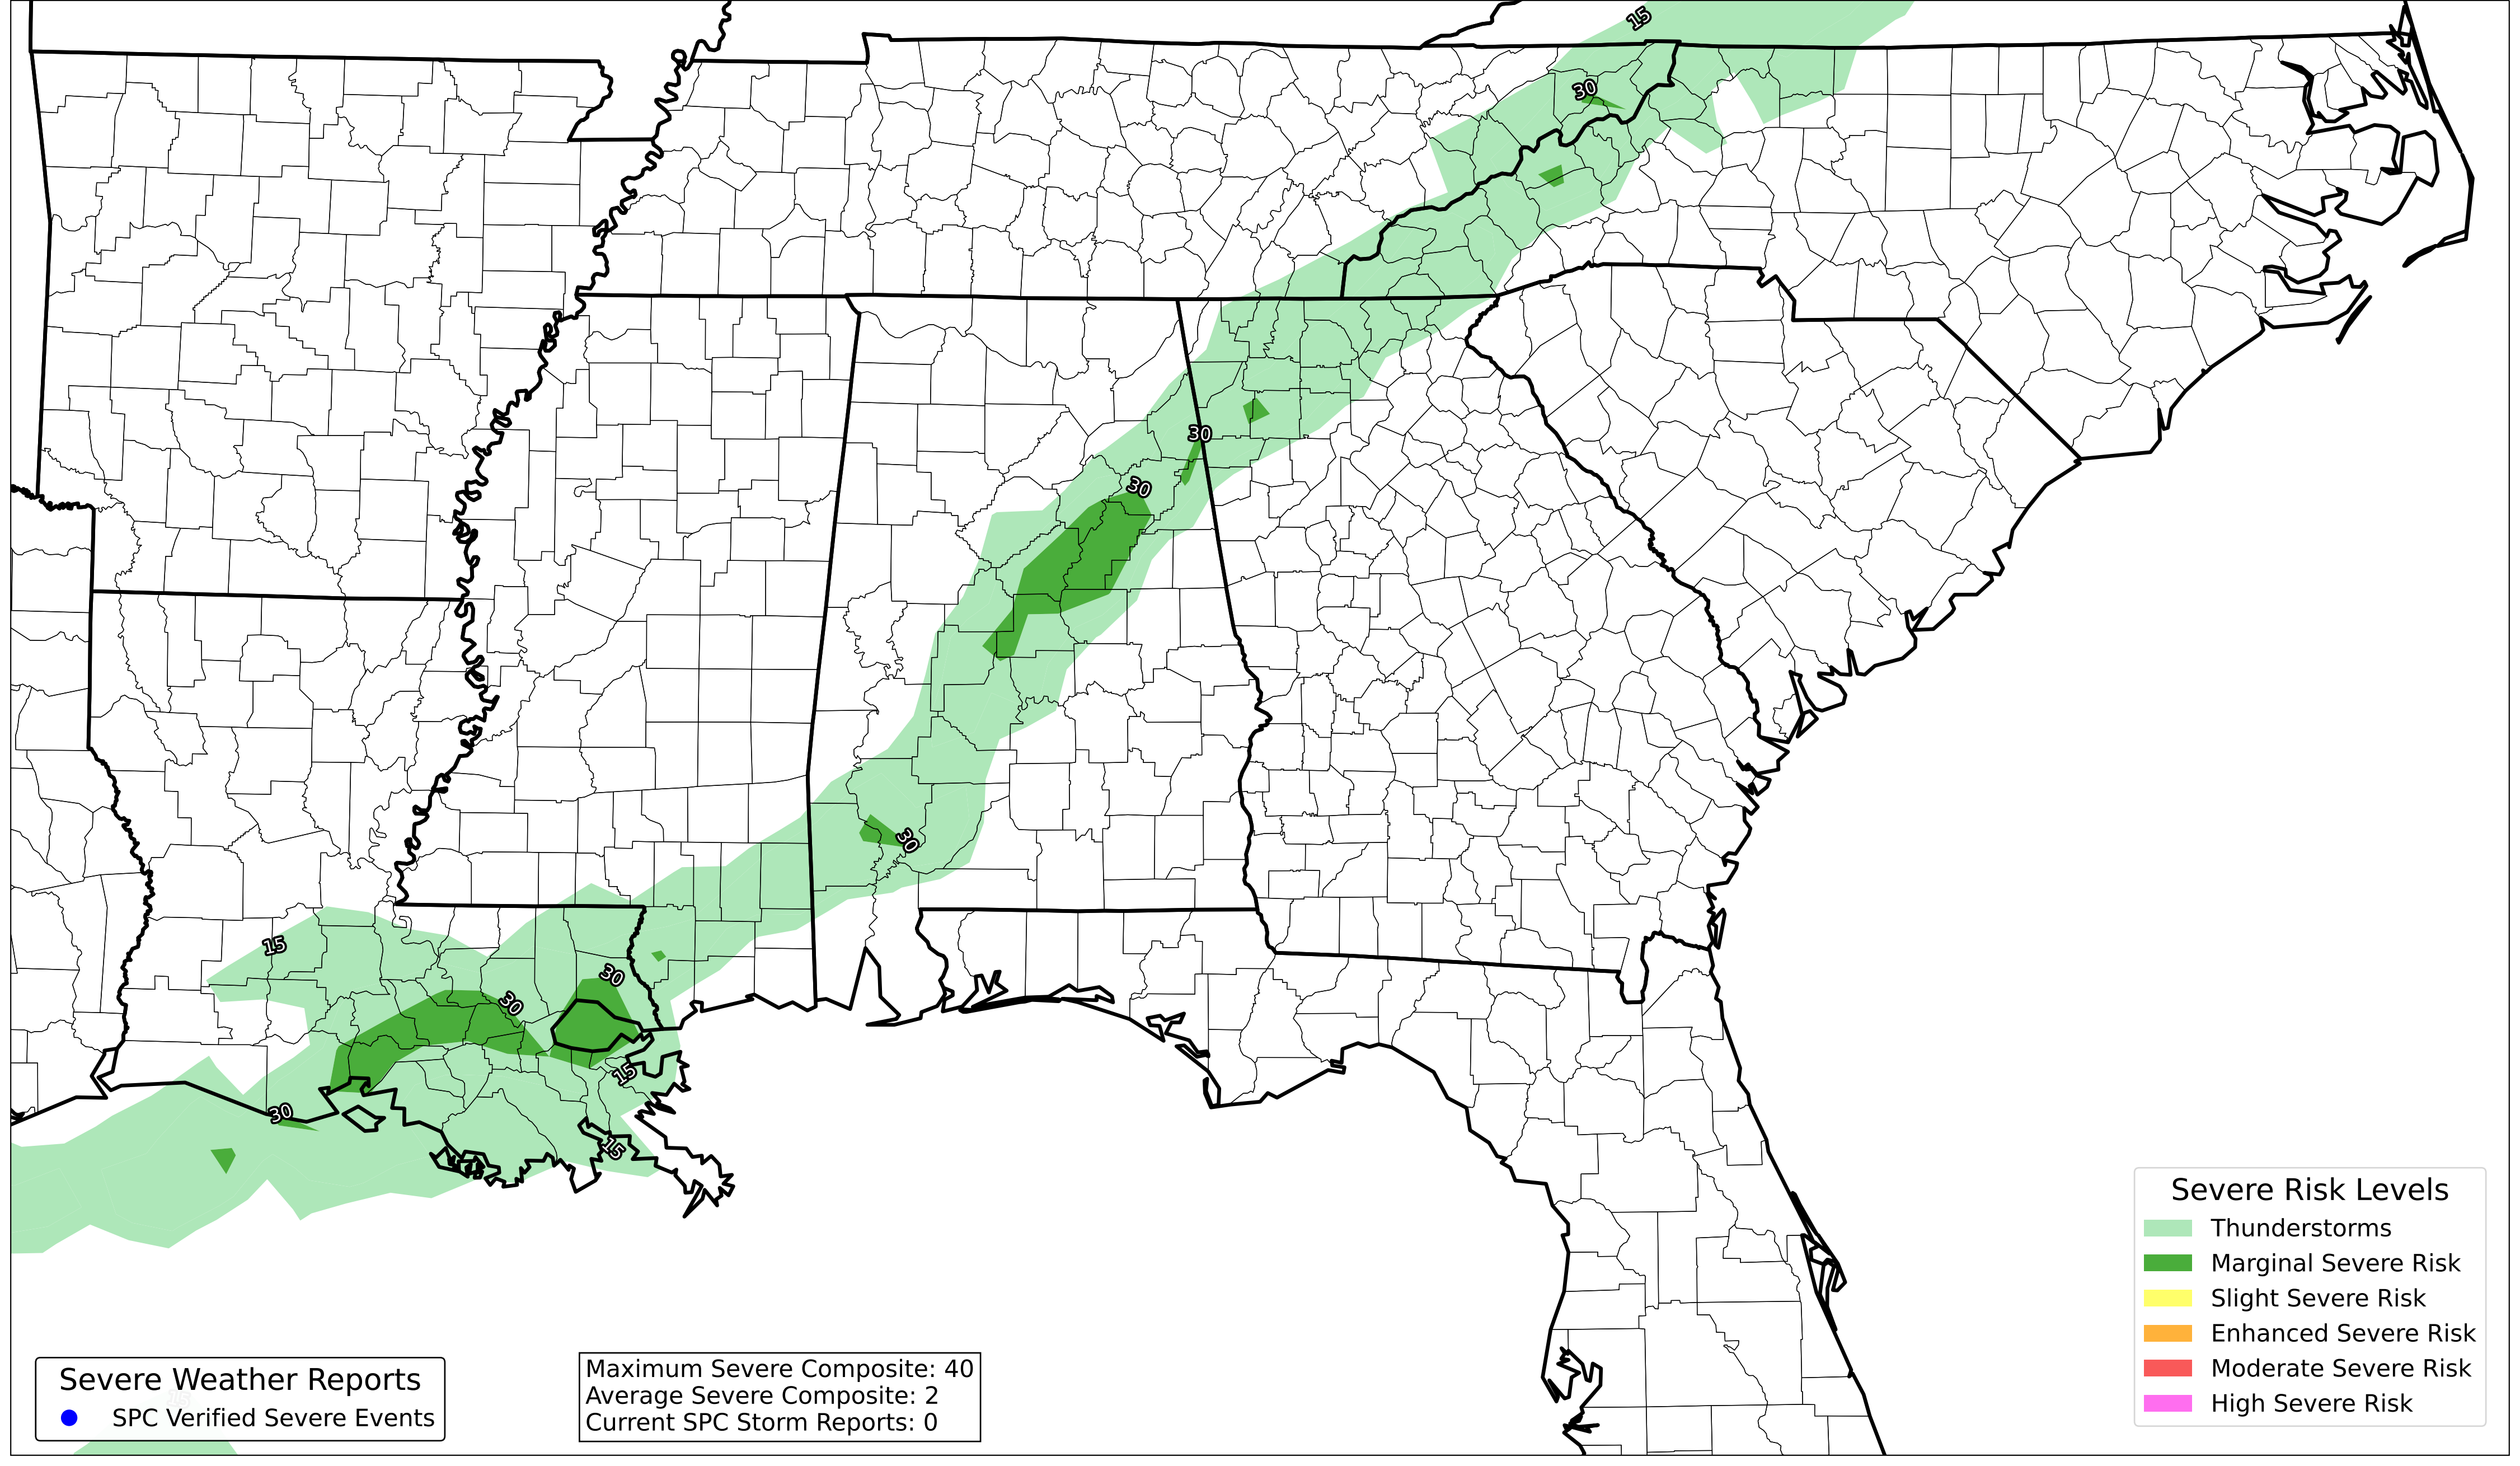 15
30
30
30
30
15
30
30
15
30
15
Severe Risk Levels
Thunderstorms
Marginal Severe Risk
Slight Severe Risk
Enhanced Severe Risk
Moderate Severe Risk
High Severe Risk
Severe Weather Reports
SPC Verified Severe Events
Maximum Severe Composite: 40
Average Severe Composite: 2
Current SPC Storm Reports: 0